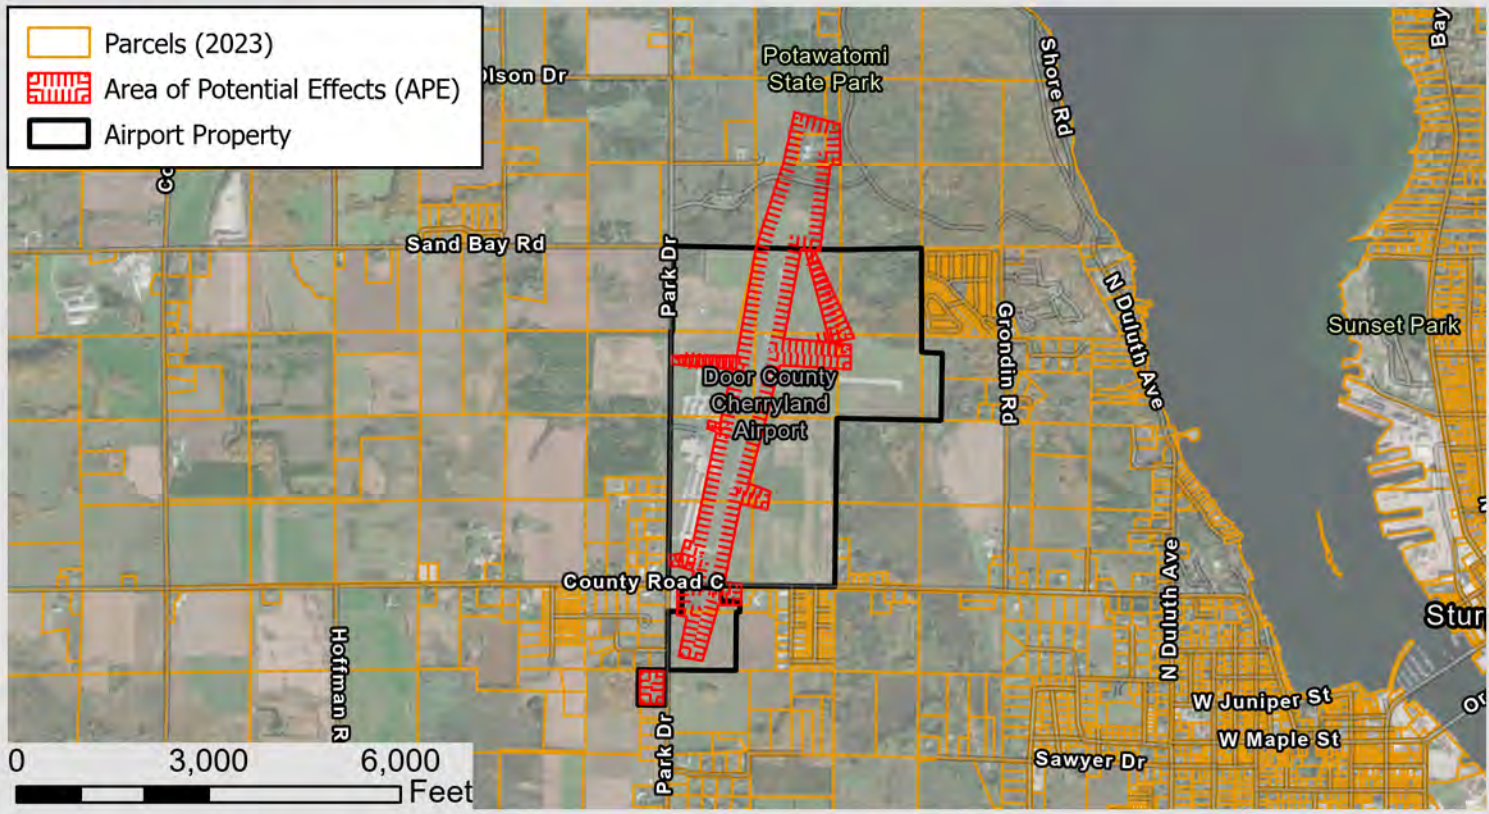 Parcels (2023)
Area of Potential Effects (APE)
Airport Property
Olson Dr
Potawatomi
State Park
Shore Rd
Bay
Co
Sand Bay Rd
Park Dr
N Duluth Ave
Grondin Rd
Sunset Park
Door County
Cherryland
Airport
County Road C
N Duluth Ave
Stur
Hoffman R
W Juniper St
Or
W Maple St
Park Dr
Sawyer Dr
0
3,000
6,000
Feet